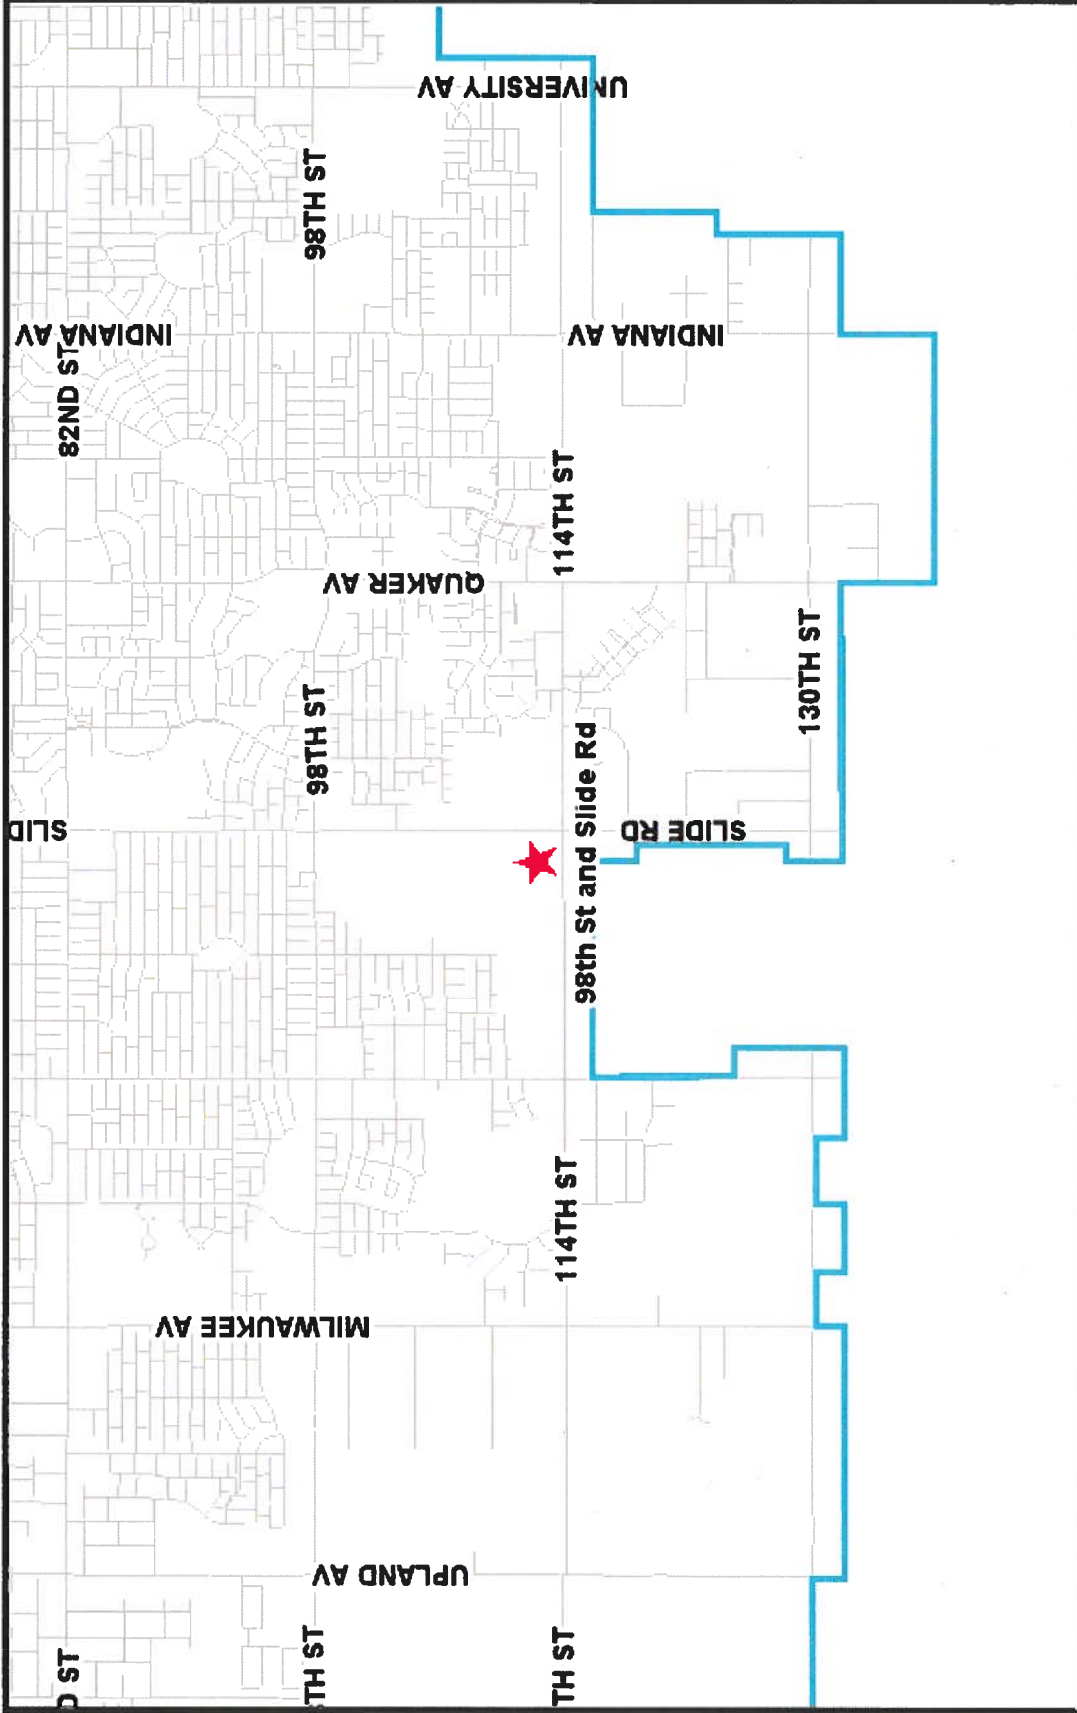 SLID
D ST
82ND ST
INDIANA AV
MILWAUKEE AV
TH ST
98TH ST
98TH ST
UPLAND AV
QUAKER AV
UNIVERSITY AV
TH ST
114TH ST
114TH ST
98th St and Slide Rd
INDIANA AV
SLIDE RD
130TH ST